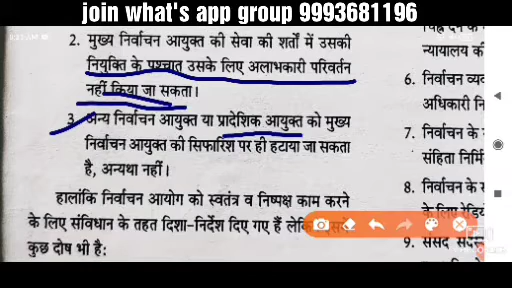 join what's app group 9993681196
2. मुख्य निर्वाचन आयुक्त की सेवा की शर्तों में उसकी
नियुक्ति के पश्चात उसके लिए अलाभकारी परिवर्तन
नहीं किया जा सकता।
3. अन्य निर्वाचन आयुक्त या प्रादेशिक आयुक्त को मुख्य
निर्वाचन आयुक्त की सिफारिश पर ही हटाया जा सकता
है, अन्यथा नहीं।
हालांकि निर्वाचन आयोग को स्वतंत्र व निष्पक्ष काम करने
के लिए संविधान के तहत दिशा-निर्देश दिए गए हैं
कुछ दोष भी है:
न्यायालय की
6. निर्वाचन व्यव
अधिकारी नि
7. निर्वाचन के
संहिता निर्मि
8. निर्वाचन के
के लिए रेडि
9. संसद सदस्